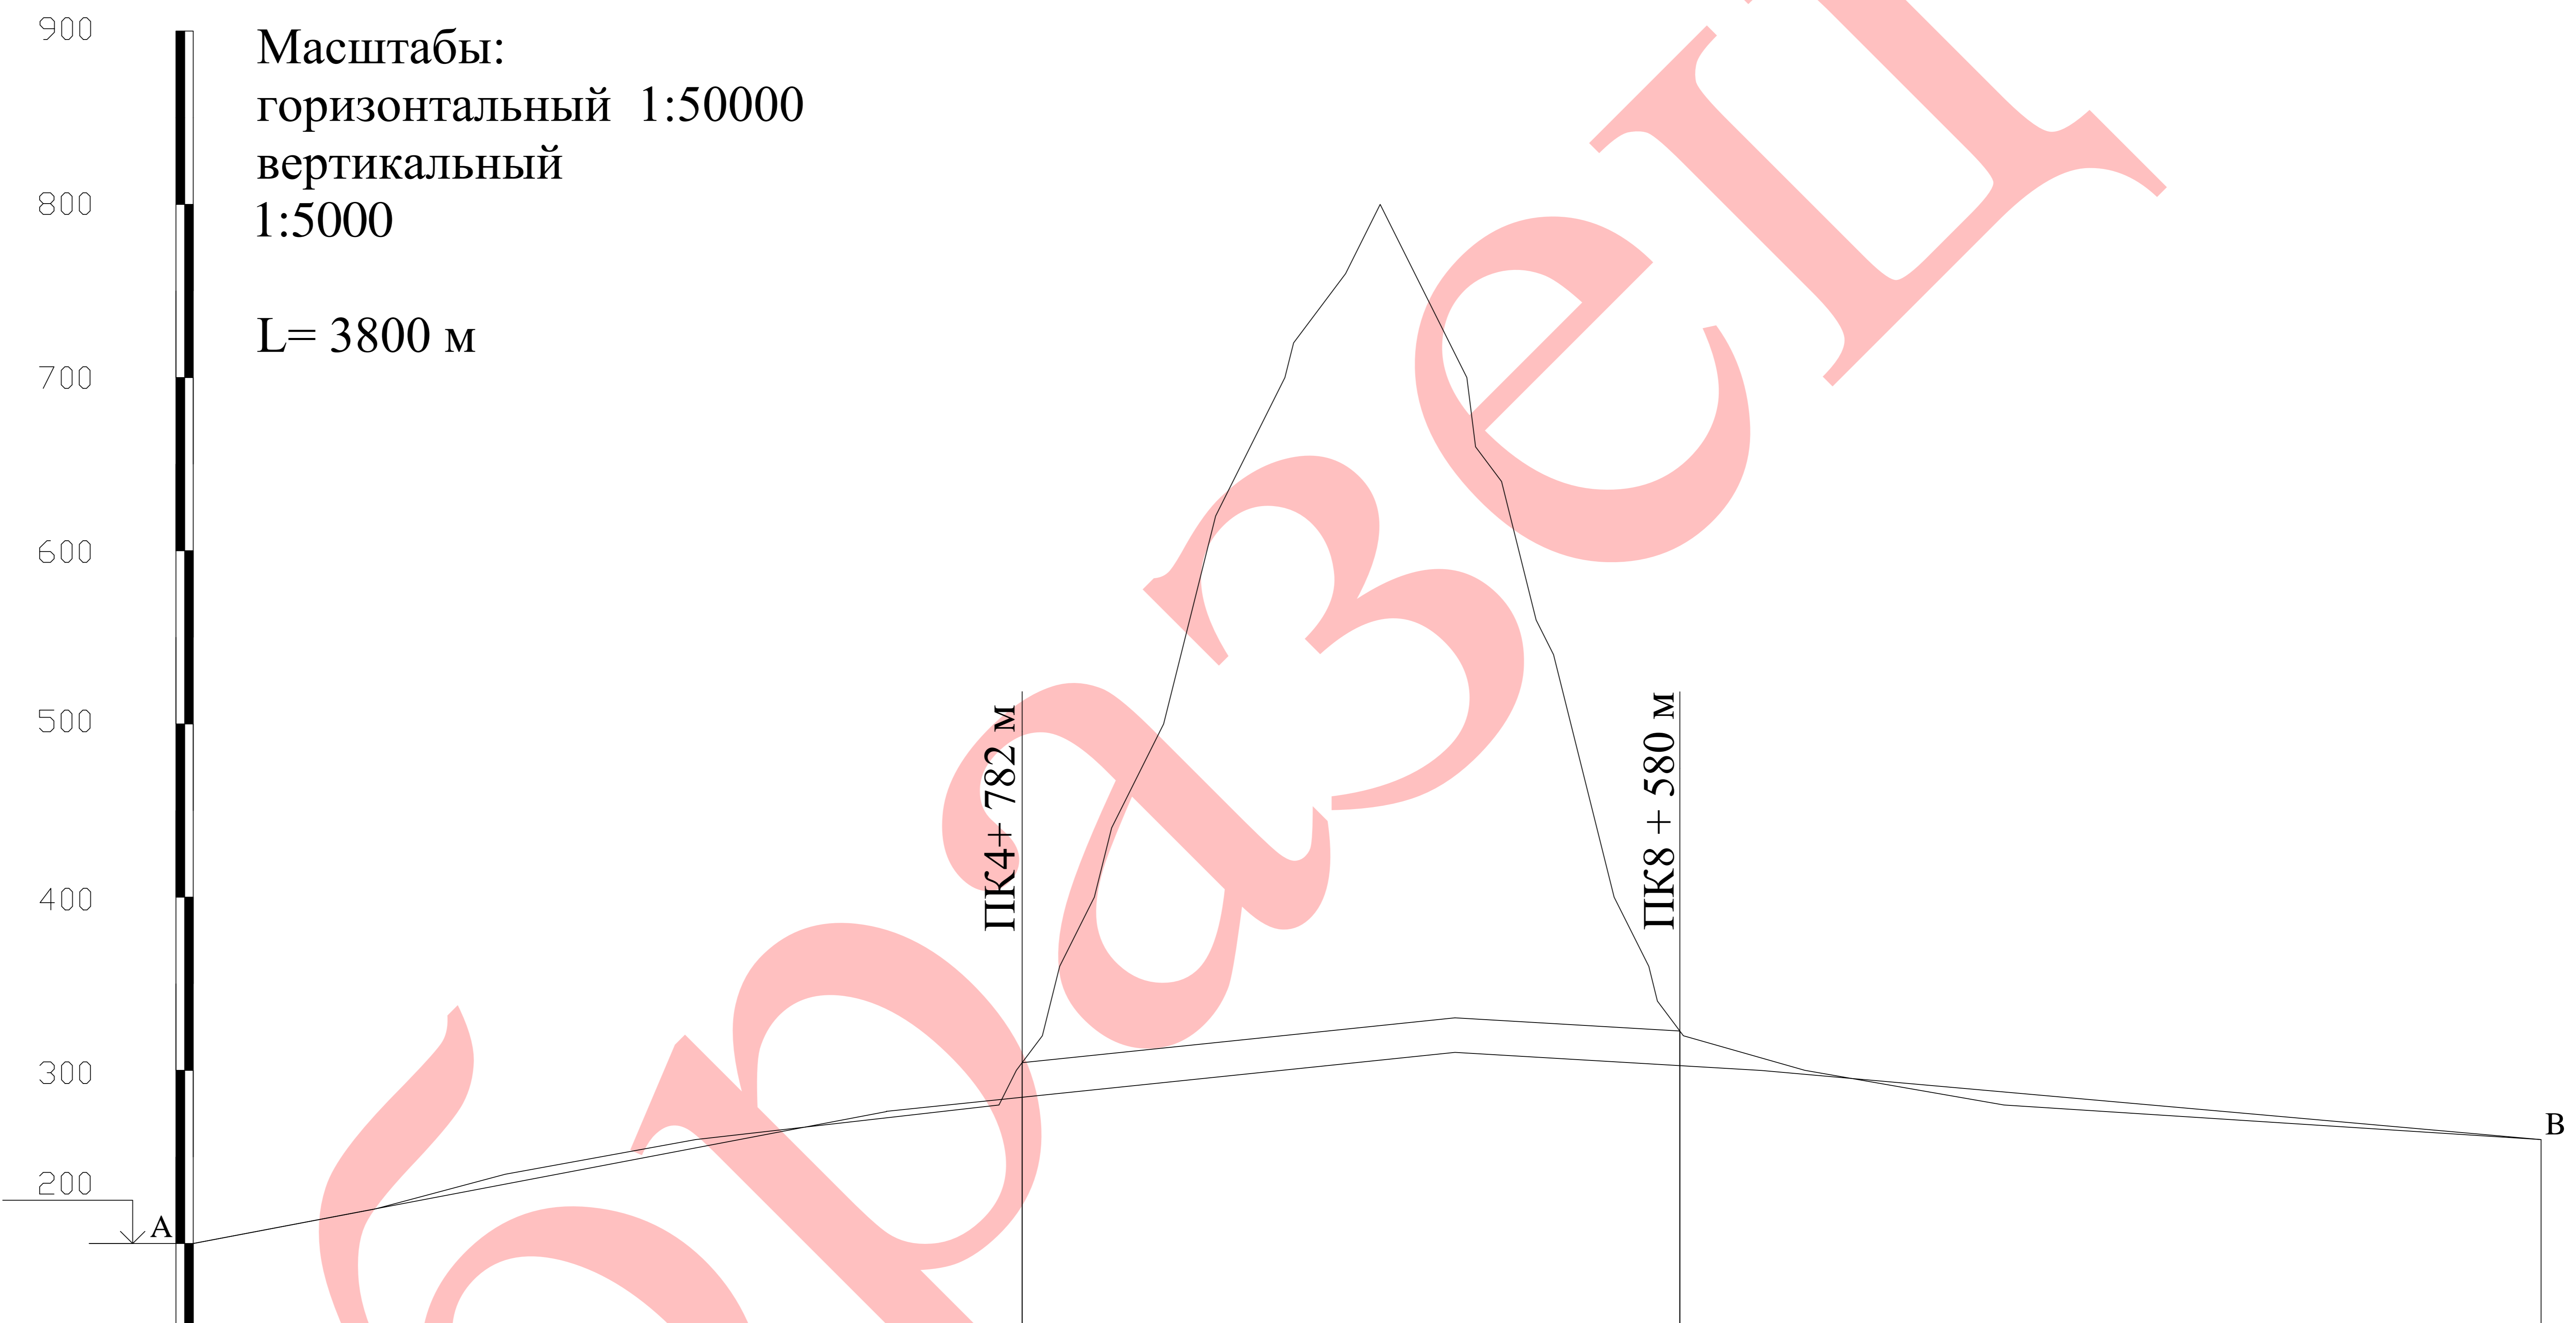 900
Масштабы:
горизонтальный 1:50000
вертикальный
1:5000
L= 3800 м
800
700
600
500
400
300
200
ПК4+ 782 м
ПК8 + 580 м
А
В
бразец